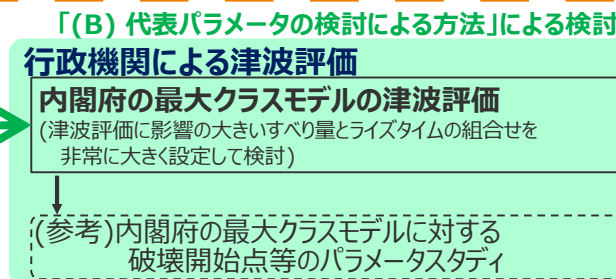 「(B) 代表パラメータの検討による方法」による検討
行政機関による津波評価
内閣府の最大クラスモデルの津波評価
(津波評価に影響の大きいすべり量とライズタイムの組合せを
非常に大きく設定して検討)
(参考)内閣府の最大クラスモデルに対する
破壊開始点等のパラメータスタディ